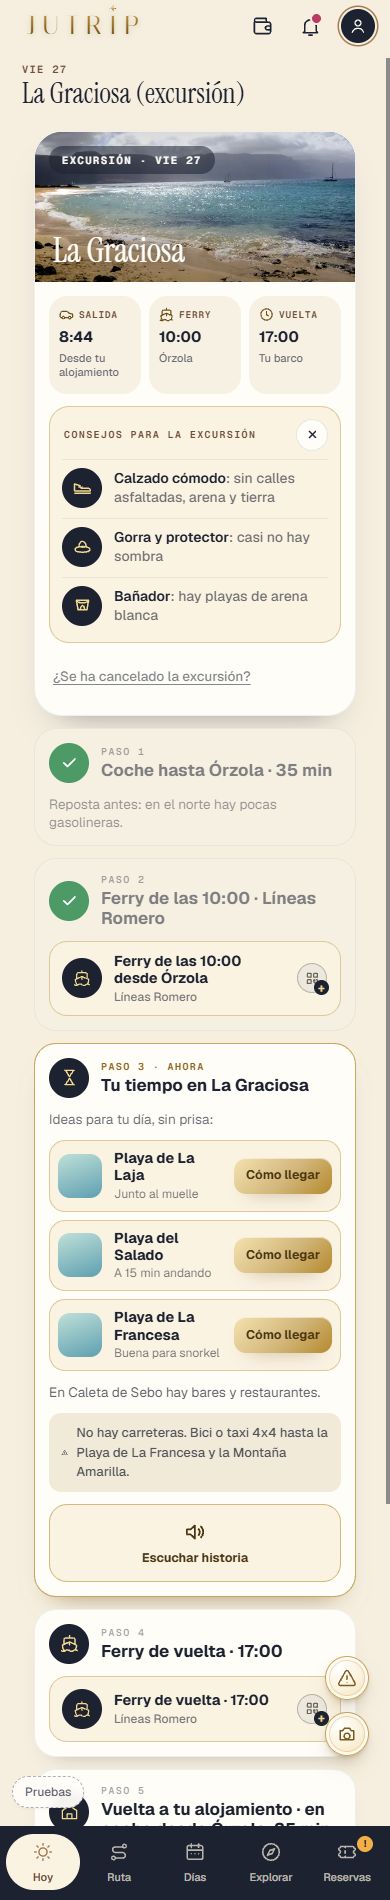 JUTRIP
VIE 27
La Graciosa (excursión)
EXCURSIÓN · VIE 27
La Graciosa
SALIDA
8:44
Desde tu
alojamiento
FERRY
10:00
Órzola
VUELTA
17:00
Tu barco
CONSEJOS PARA LA EXCURSIÓN
Calzado cómodo: sin calles
asfaltadas, arena y tierra
Gorra y protector: casi no hay
sombra
Bañador: hay playas de arena
blanca
¿Se ha cancelado la excursión?
PASO 1
Coche hasta Órzola · 35 min
Reposta antes: en el norte hay pocas
gasolineras.
PASO 2
Ferry de las 10:00 · Líneas
Romero
Ferry de las 10:00
desde Órzola
Líneas Romero
PASO 3 · AHORA
Tu tiempo en La Graciosa
Ideas para tu día, sin prisa:
Playa de La
Laja
Junto al muelle
Cómo llegar
Playa del
Salado
A 15 min andando
Cómo llegar
Playa de La
Francesa
Buena para snorkel
Cómo llegar
En Caleta de Sebo hay bares y restaurantes.
No hay carreteras. Bici o taxi 4x4 hasta la
Playa de La Francesa y la Montaña
Amarilla.
Escuchar historia
PASO 4
Ferry de vuelta · 17:00
Ferry de vuelta · 17:00
Líneas Romero
PASO 5
Vuelta a tu alojamiento · en
Pruebas
Hoy
Ruta
Días
Explorar
Reservas